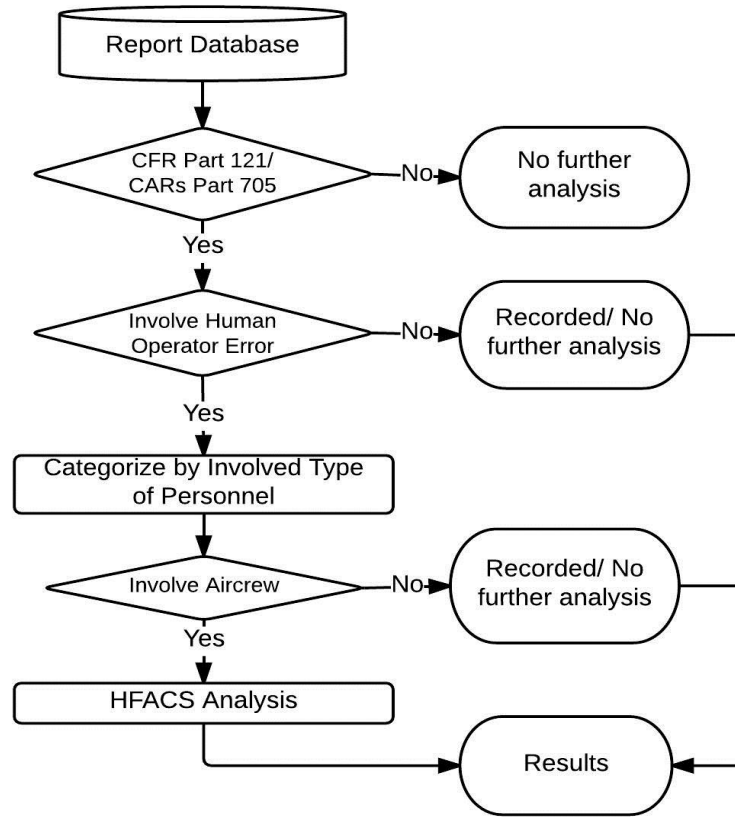 Report Database
CFR Part 121/
CARs Part 705
No
No further
analysis
Yes
Involve Human
Operator Error
No
Recorded/ No
further analysis
Yes
Categorize by Involved Type
of Personnel
Involve Aircrew
No
Recorded/ No
further analysis
Yes
HFACS Analysis
Results